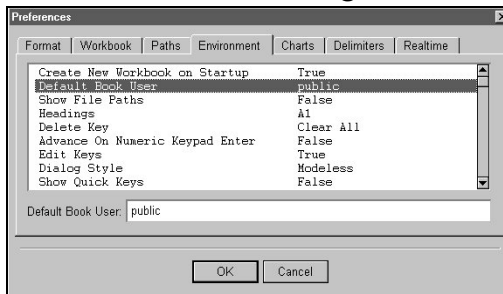 Preferences
Format Workbook Paths Environment Charts Delimiters Realtime
Create New Workbook on Startup True
Default Book User public
Show File Paths False
Headings A1
Delete Key Clear All
Advance On Numeric Keypad Enter False
Edit Keys True
Dialog Style Modeless
Show Quick Keys False
Default Book User: public
OK Cancel